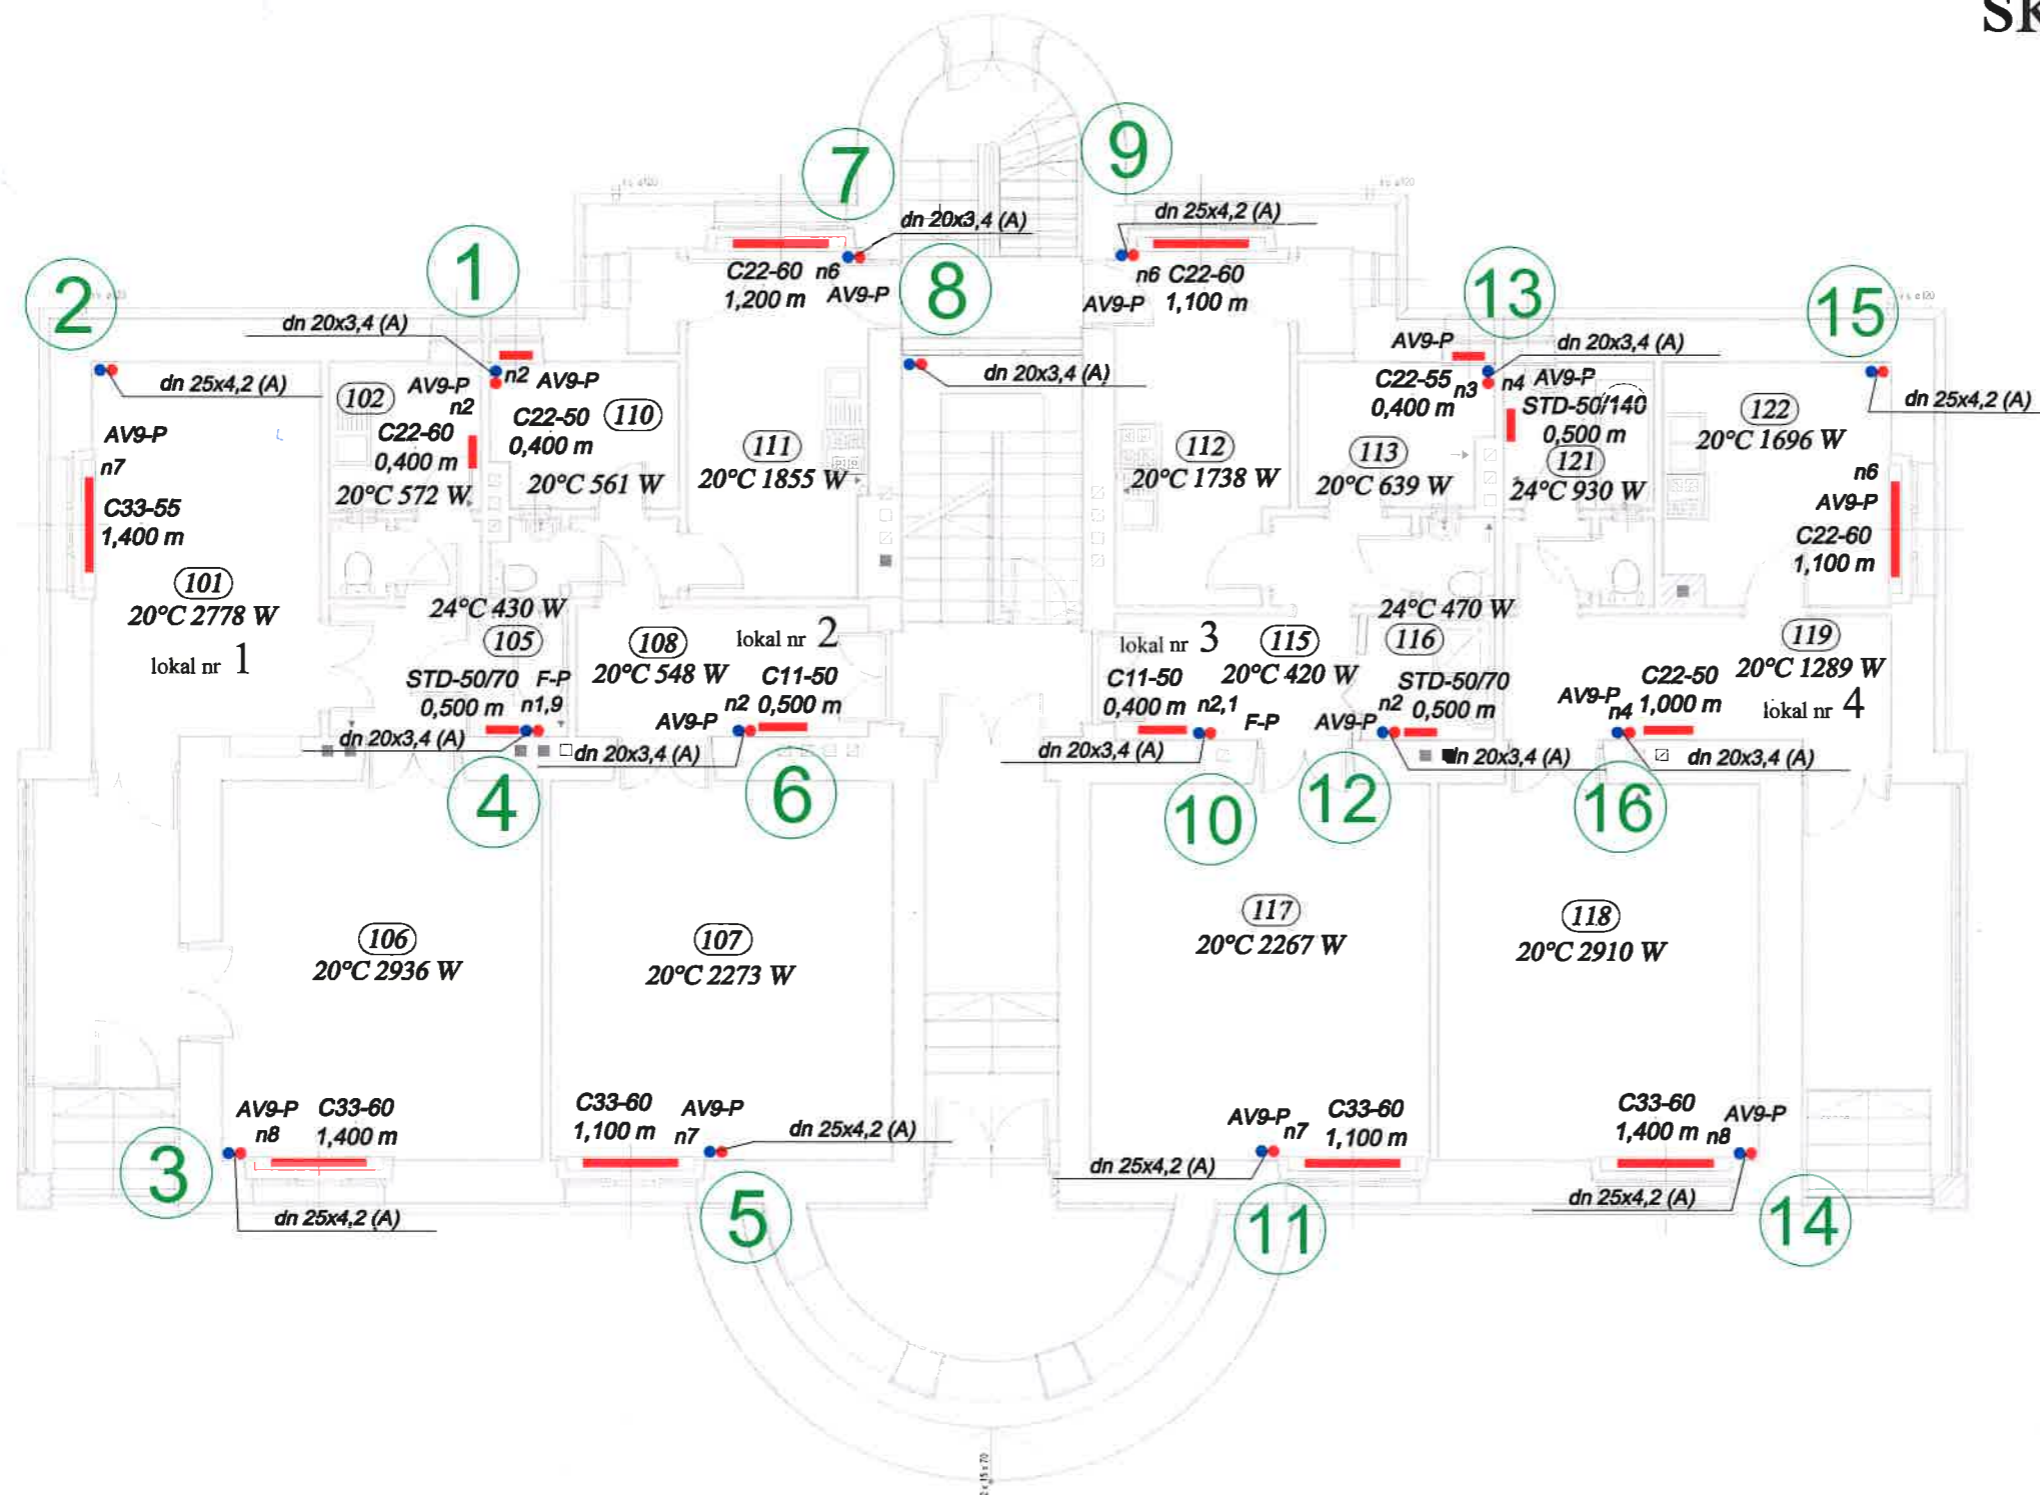 SK
7
9
dn 20x3,4 (A)
dn 25x4,2 (A)
1
2
8
13
15
C22-60 n6
1,200 m AV9-P
n6 C22-60
AV9-P 1,100 m
dn 20x3,4 (A)
dn 25x4,2 (A)
AV9-P n2
n2 AV9-P
102
C22-60
0,400 m
20°C 572 W
C22-50
0,400 m
110
20°C 561 W
111
20°C 1855 W
dn 20x3,4 (A)
112
20°C 1738 W
AV9-P
C22-55
0,400 m
n3
113
20°C 639 W
dn 20x3,4 (A)
n4 AV9-P
STD-50/140
0,500 m
121
24°C 930 W
122
20°C 1696 W
dn 25x4,2 (A)
n6
AV9-P
C22-60
1,100 m
AV9-P
n7
C33-55
1,400 m
101
20°C 2778 W
lokal nr 1
24°C 430 W
105
STD-50/70 F-P
0,500 m n1,9
dn 20x3,4 (A)
4
108
20°C 548 W
lokal nr 2
C11-50
n2 0,500 m
AV9-P
dn 20x3,4 (A)
6
lokal nr 3
115
20°C 420 W
C11-50
0,400 m n2,1
F-P
dn 20x3,4 (A)
10
24°C 470 W
116
STD-50/70
n2 0,500 m
AV9-P
dn 20x3,4 (A)
12
119
20°C 1289 W
lokal nr 4
C22-50
1,000 m
AV9-P
n4
dn 20x3,4 (A)
16
106
20°C 2936 W
107
20°C 2273 W
117
20°C 2267 W
118
20°C 2910 W
AV9-P C33-60
n8 1,400 m
3
dn 25x4,2 (A)
C33-60 AV9-P
1,100 m n7
dn 25x4,2 (A)
5
AV9-P n7
C33-60
1,100 m
dn 25x4,2 (A)
11
C33-60 AV9-P
1,400 m n8
dn 25x4,2 (A)
14